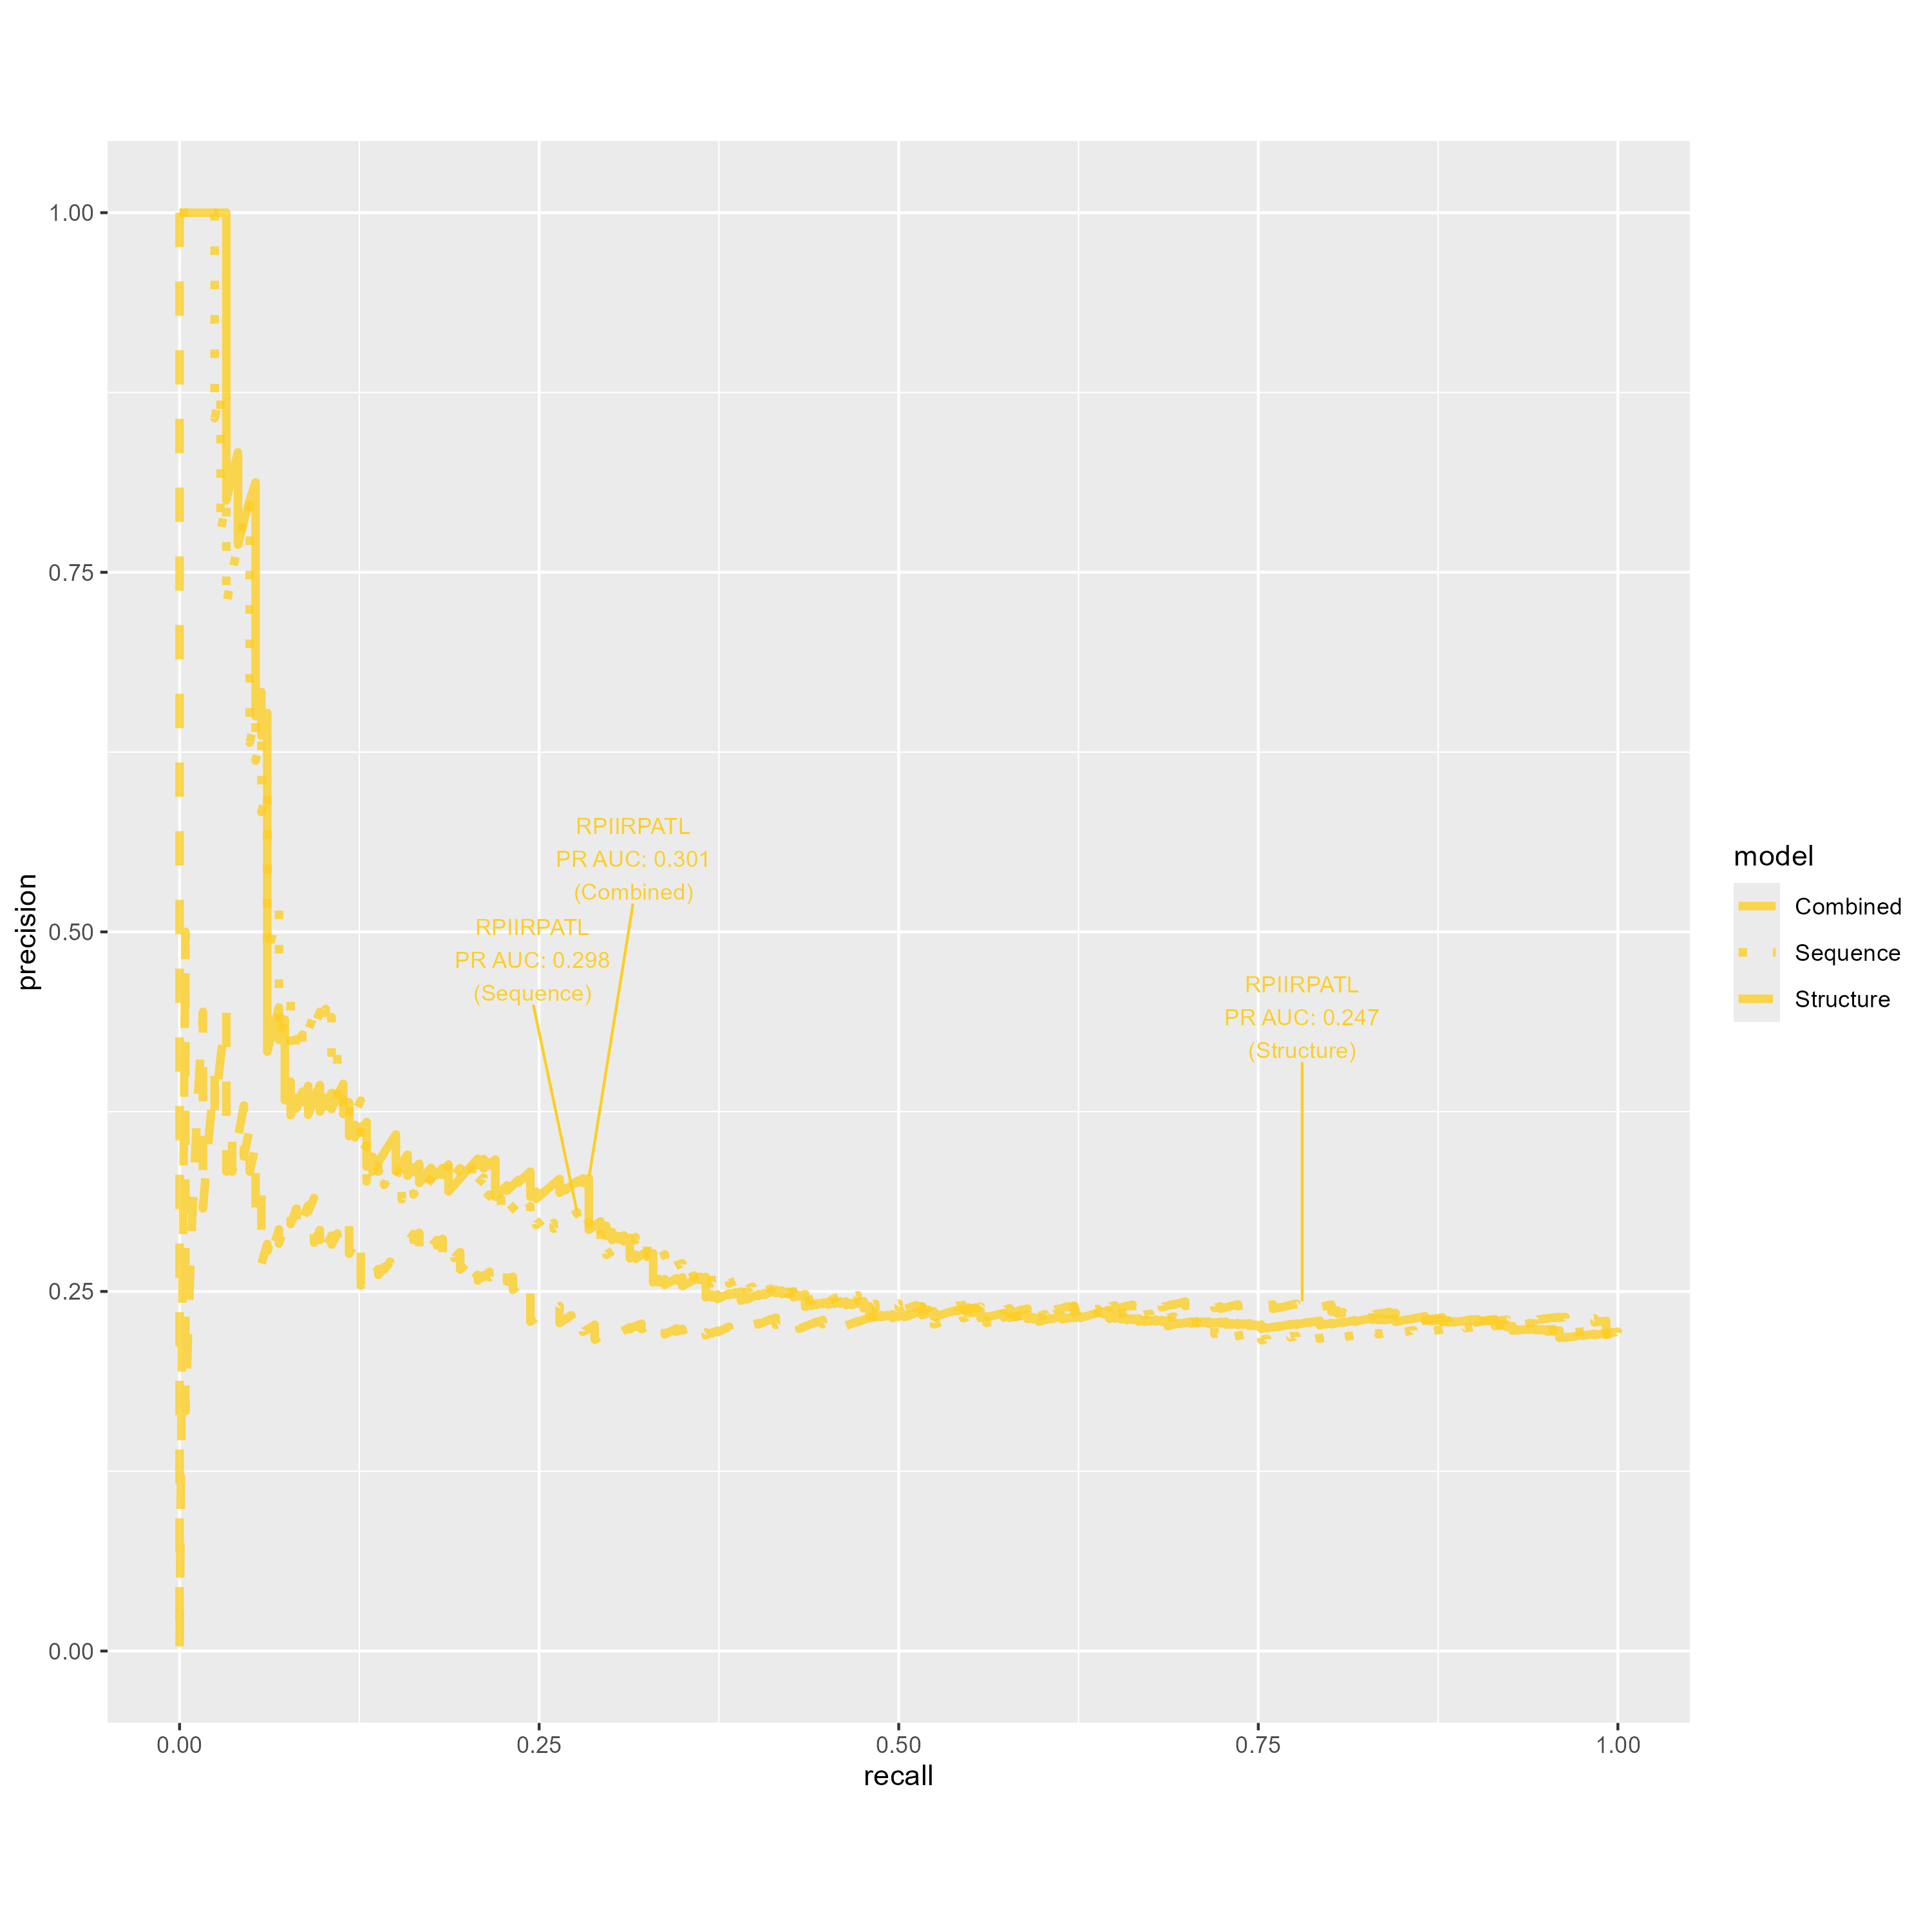 1.00
0.75
0.50
0.25
0.00
precision
RPIIRPATL
PR AUC: 0.301
(Combined)
RPIIRPATL
PR AUC: 0.298
(Sequence)
RPIIRPATL
PR AUC: 0.247
(Structure)
0.00
0.25
0.50
0.75
1.00
recall
model
Combined
Sequence
Structure